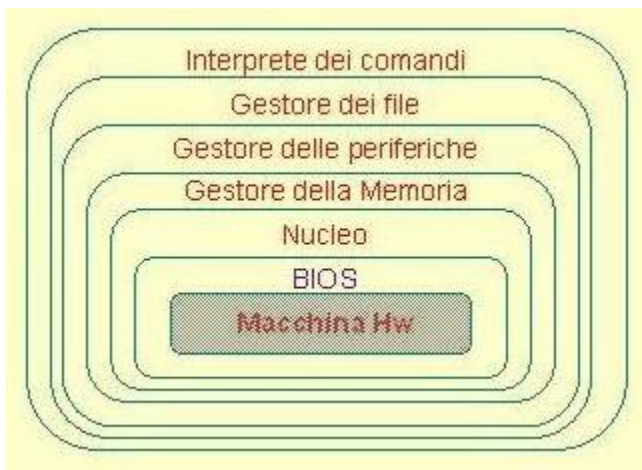 Interprete dei comandi
Gestore dei file
Gestore delle periferiche
Gestore della Memoria
Nucleo
BIOS
Macchina Hw